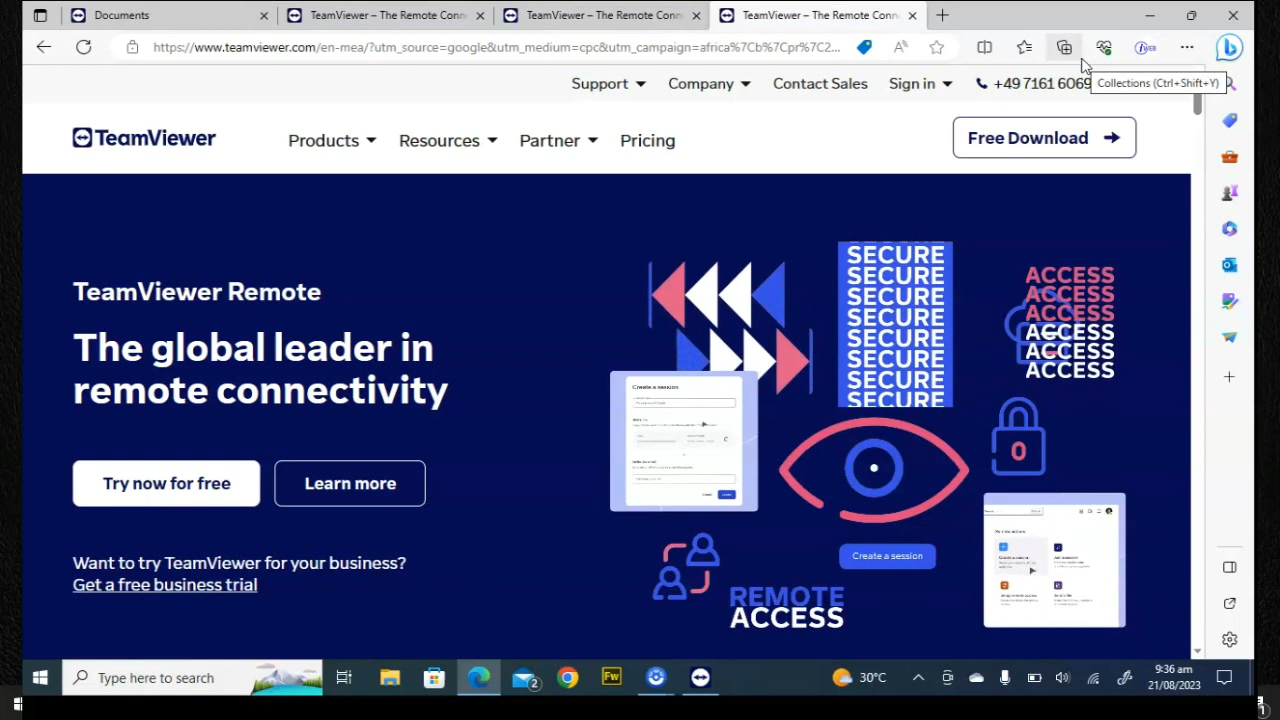 Documents
TeamViewer – The Remote Conn
TeamViewer – The Remote Conn
TeamViewer – The Remote Conn
https://www.teamviewer.com/en-mea/?utm_source=google&utm_medium=cpc&utm_campaign=africa%7Cb%7Cpr%7C2...
Support
Company
Contact Sales
Sign in
+49 7161 6069
Collections (Ctrl+Shift+Y)
TeamViewer
Products
Resources
Partner
Pricing
Free Download
TeamViewer Remote
The global leader in
remote connectivity
Try now for free
Learn more
Want to try TeamViewer for your business?
Get a free business trial
SECURE
SECURE
SECURE
SECURE
SECURE
SECURE
SECURE
SECURE
ACCESS
ACCESS
ACCESS
ACCESS
ACCESS
ACCESS
Create a session
Create a session
REMOTE
ACCESS
Type here to search
2
Fw
30°C
9:36 am
21/08/2023